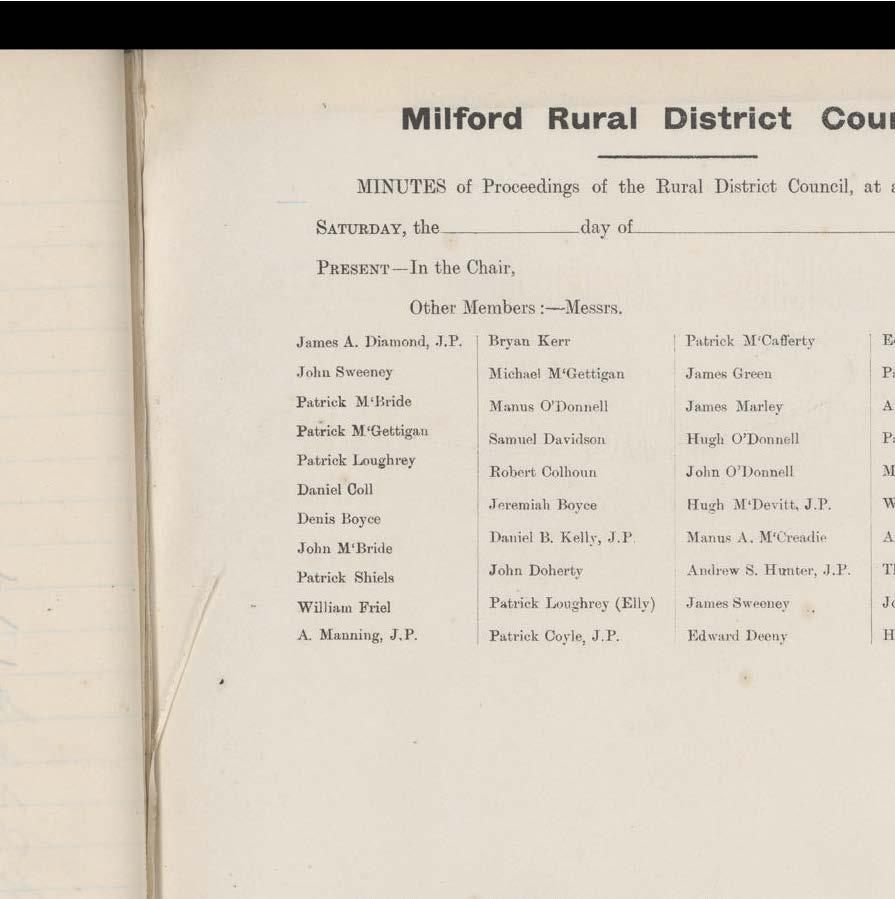 Milford Rural District
MINUTES of Proceedings of the Rural District Council, at
SATURDAY, the day of
PRESENT—In the Chair,
Other Members :—Messrs.
James A. Diamond, J.P.
John Sweeney
Patrick M‘Bride
Patrick M‘Gettigan
Patrick Loughrey
Daniel Coll
Denis Boyce
John M‘Bride
Patrick Shiels
William Friel
A. Manning, J.P.
Bryan Kerr
Michael M‘Gettigan
Manus O'Donnell
Samuel Davidson
Robert Colhoun
Jeremiah Boyce
Daniel B. Kelly, J.P.
John Doherty
Patrick Loughrey (Elly)
Patrick Coyle, J.P.
Patrick M‘Cafferty
James Green
James Marley
Hugh O'Donnell
John O'Donnell
Hugh M‘Devitt, J.P.
Manus A. M‘Creadie
Andrew S. Hunter, J.P.
James Sweeney
Edward Deeny